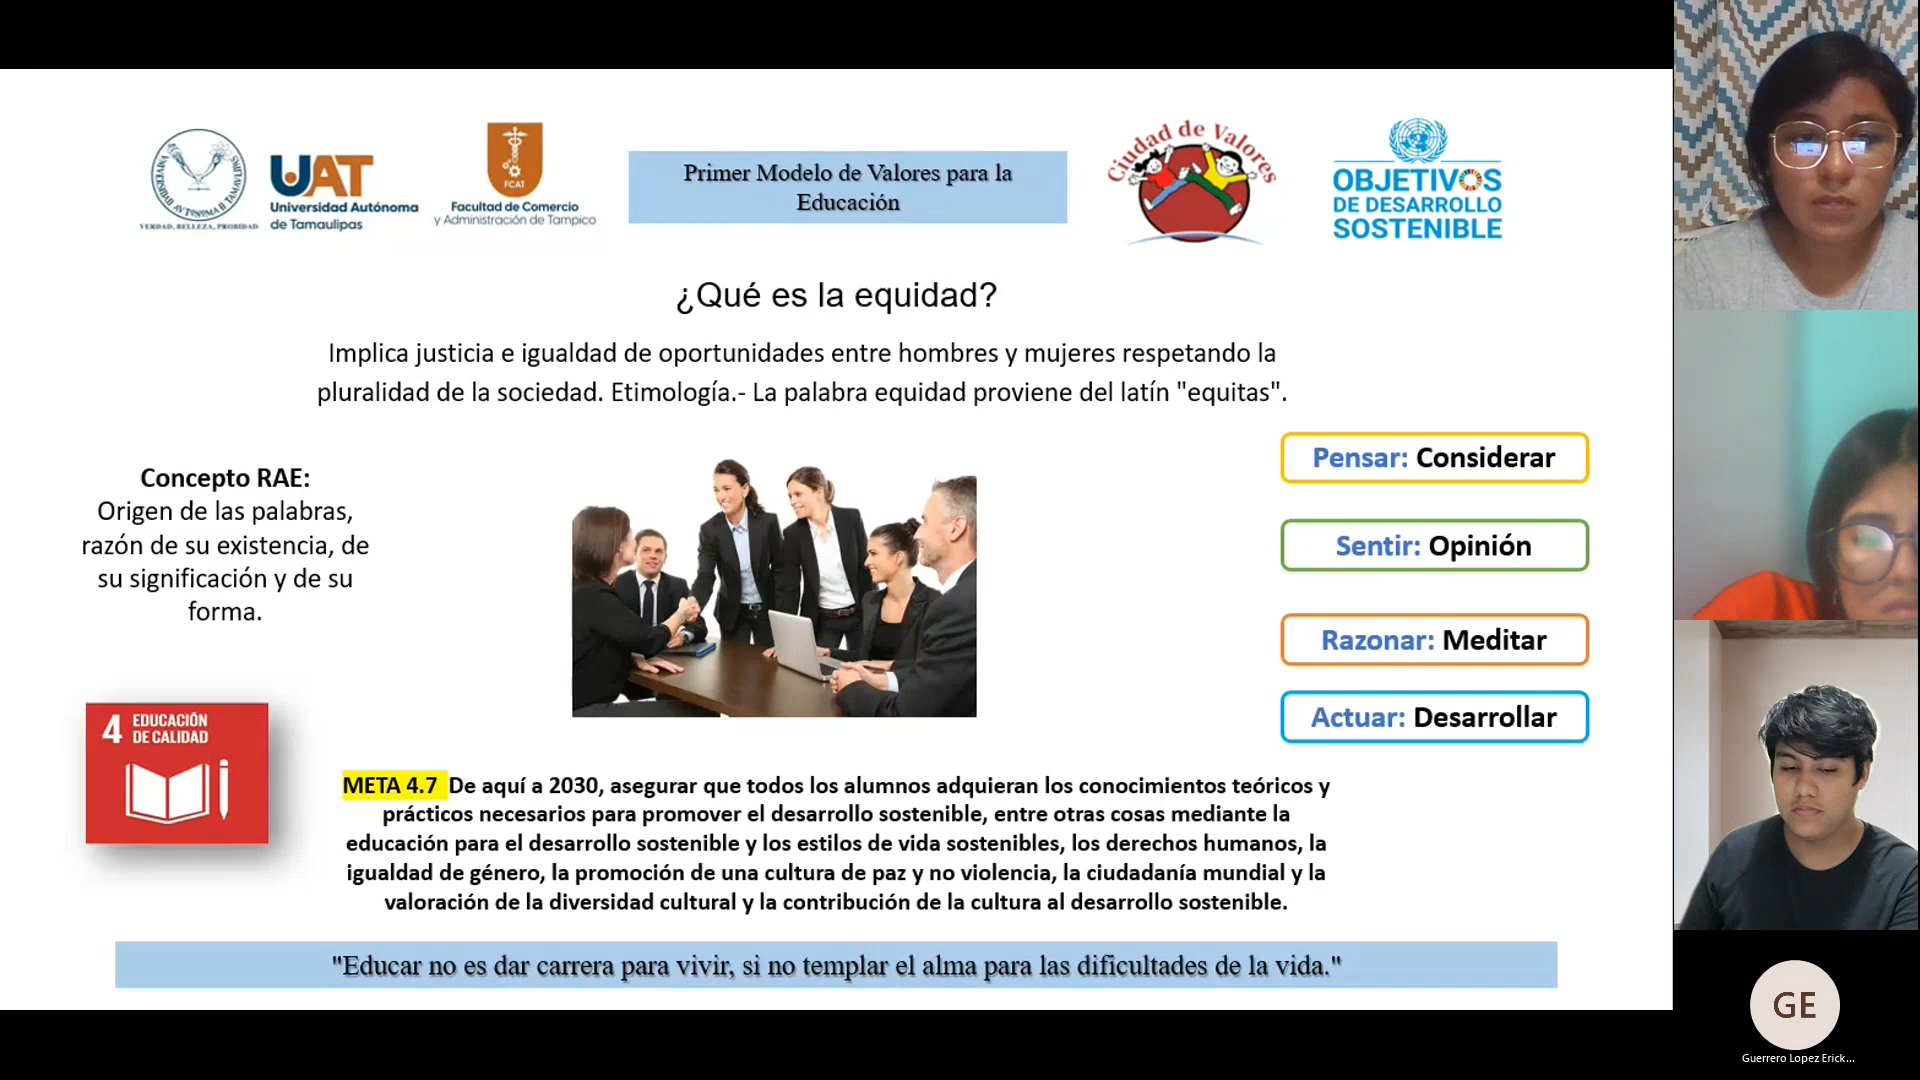 UNIVERSIDAD AUTÓNOMA DE TAMAULIPAS
VERDAD, BELLEZA, PROBIDAD
UAT
Universidad Autónoma
de Tamaulipas
FCAT
Facultad de Comercio
y Administración de Tampico
Primer Modelo de Valores para la
Educación
Ciudad de Valores
OBJETIVOS
DE DESARROLLO
SOSTENIBLE
¿Qué es la equidad?
Implica justicia e igualdad de oportunidades entre hombres y mujeres respetando la
pluralidad de la sociedad. Etimología.- La palabra equidad proviene del latín "equitas".
Concepto RAE:
Origen de las palabras,
razón de su existencia, de
su significación y de su
forma.
Pensar: Considerar
Sentir: Opinión
Razonar: Meditar
Actuar: Desarrollar
4 EDUCACIÓN
DE CALIDAD
META 4.7 De aquí a 2030, asegurar que todos los alumnos adquieran los conocimientos teóricos y
prácticos necesarios para promover el desarrollo sostenible, entre otras cosas mediante la
educación para el desarrollo sostenible y los estilos de vida sostenibles, los derechos humanos, la
igualdad de género, la promoción de una cultura de paz y no violencia, la ciudadanía mundial y la
valoración de la diversidad cultural y la contribución de la cultura al desarrollo sostenible.
"Educar no es dar carrera para vivir, si no templar el alma para las dificultades de la vida."
GE
Guerrero Lopez Erick...